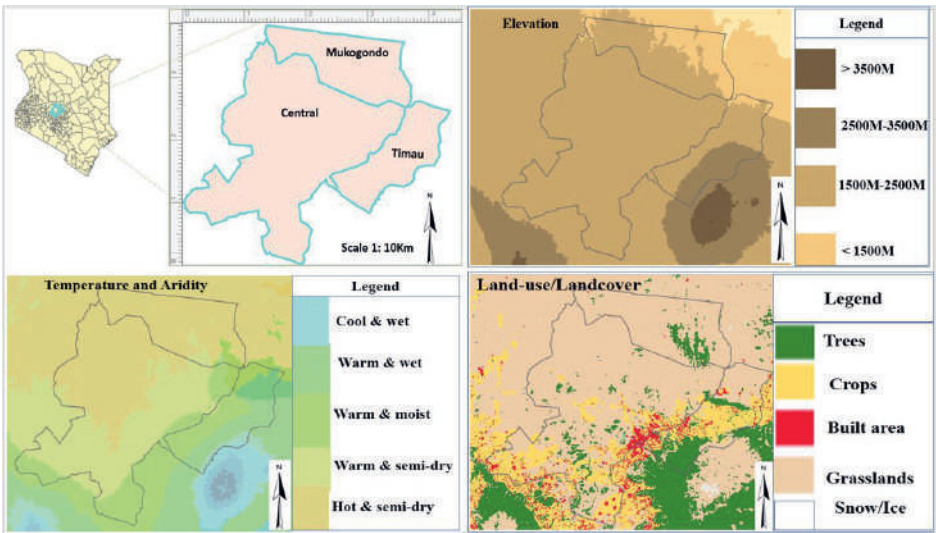 Mukogondo
Central
Timau
N
Scale 1: 10Km
Elevation
N
Legend
> 3500M
2500M-3500M
1500M-2500M
< 1500M
Temperature and Aridity
N
Legend
Cool & wet
Warm & wet
Warm & moist
Warm & semi-dry
Hot & semi-dry
Land-use/Landcover
N
Legend
Trees
Crops
Built area
Grasslands
Snow/Ice